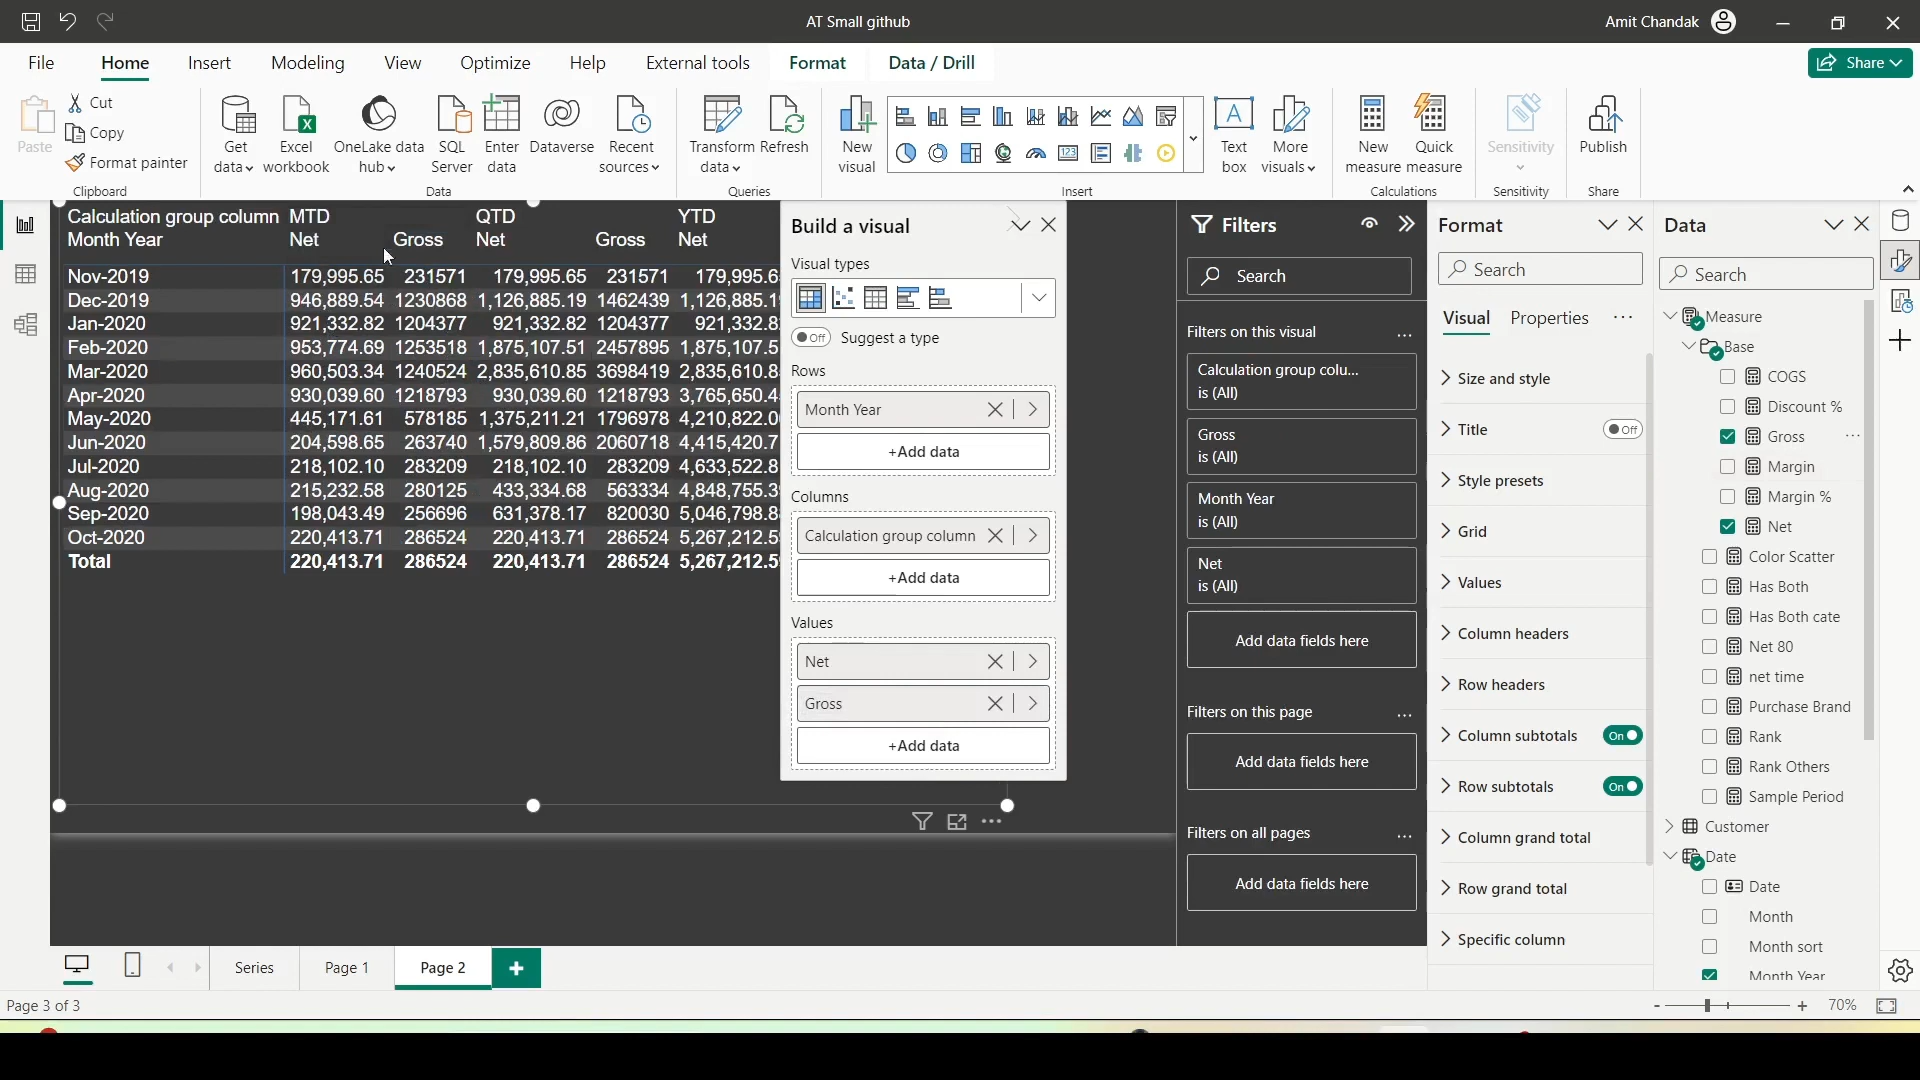 AT Small github
Amit Chandak
File Home Insert Modeling View Optimize Help External tools Format Data / Drill
Share
Paste
Cut
Copy
Format painter
Clipboard
Get data
Excel workbook
OneLake data hub
SQL Server
Enter data
Dataverse
Recent sources
Data
Transform data
Refresh
Queries
New visual
Text box
More visuals
Insert
New measure
Quick measure
Calculations
Sensitivity
Sensitivity
Publish
Share
Calculation group column MTD QTD YTD
Month Year Net Gross Net Gross Net
Nov-2019 179,995.65 231571 179,995.65 231571
Dec-2019 946,889.54 1230868 1,126,885.19 1462439
Jan-2020 921,332.82 1204377 921,332.82 1204377
Feb-2020 953,774.69 1253518 1,875,107.51 2457895
Mar-2020 960,503.34 1240524 2,835,610.85 3698419
Apr-2020 930,039.60 1218793 930,039.60 1218793
May-2020 445,171.61 578185 1,375,211.21 1796978
Jun-2020 204,598.65 263740 1,579,809.86 2060718
Jul-2020 218,102.10 283209 218,102.10 283209
Aug-2020 215,232.58 280125 433,334.68 563334
Sep-2020 198,043.49 256696 631,378.17 820030
Oct-2020 220,413.71 286524 220,413.71 286524
Total 220,413.71 286524 220,413.71 286524
Build a visual
Visual types
Off Suggest a type
Rows
Month Year
+Add data
Columns
Calculation group column
+Add data
Values
Net
Gross
+Add data
Filters
Search
Filters on this visual
Calculation group colu...
is (All)
Gross
is (All)
Month Year
is (All)
Net
is (All)
Add data fields here
Filters on this page
Add data fields here
Filters on all pages
Add data fields here
Format
Search
Visual Properties
Size and style
Title Off
Style presets
Grid
Values
Column headers
Row headers
Column subtotals On
Row subtotals On
Column grand total
Row grand total
Specific column
Data
Search
Measure
Base
COGS
Discount %
Gross
Margin
Margin %
Net
Color Scatter
Has Both
Has Both cate
Net 80
net time
Purchase Brand
Rank
Rank Others
Sample Period
Customer
Date
Date
Month
Month sort
Month Year
Series Page 1 Page 2
Page 3 of 3
- + 70%